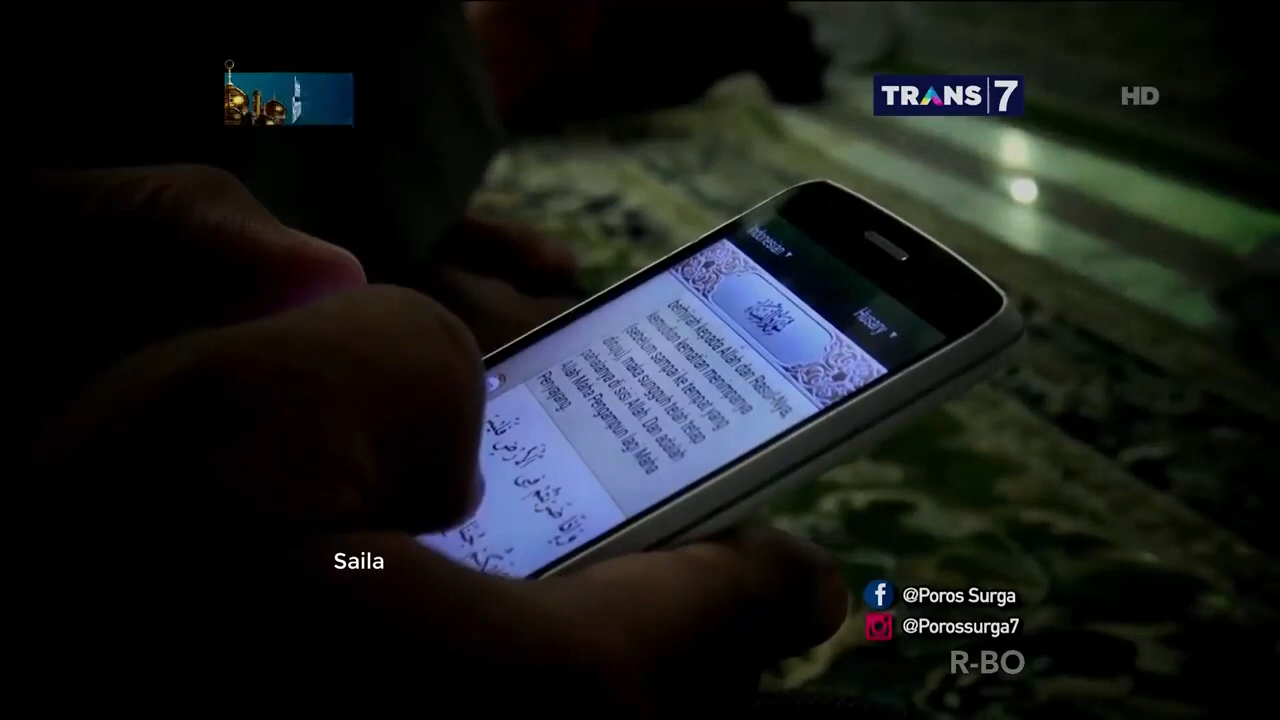 TRANS|7
HD
Indonesian
Husary
berhijrah kepada Allah dan Rasul-Nya,
kemudian kematian menimpanya
(sebelum sampai ke tempat yang
dituju), maka sungguh telah tetap
pahalanya di sisi Allah. Dan adalah
Allah Maha Pengampun lagi Maha
Penyayang.
الْأَرْضِ فَلَيْسَ
وَإِذَا ضَرَبْتُمْ فِي
Saila
@Poros Surga
@Porossurga7
R-BO